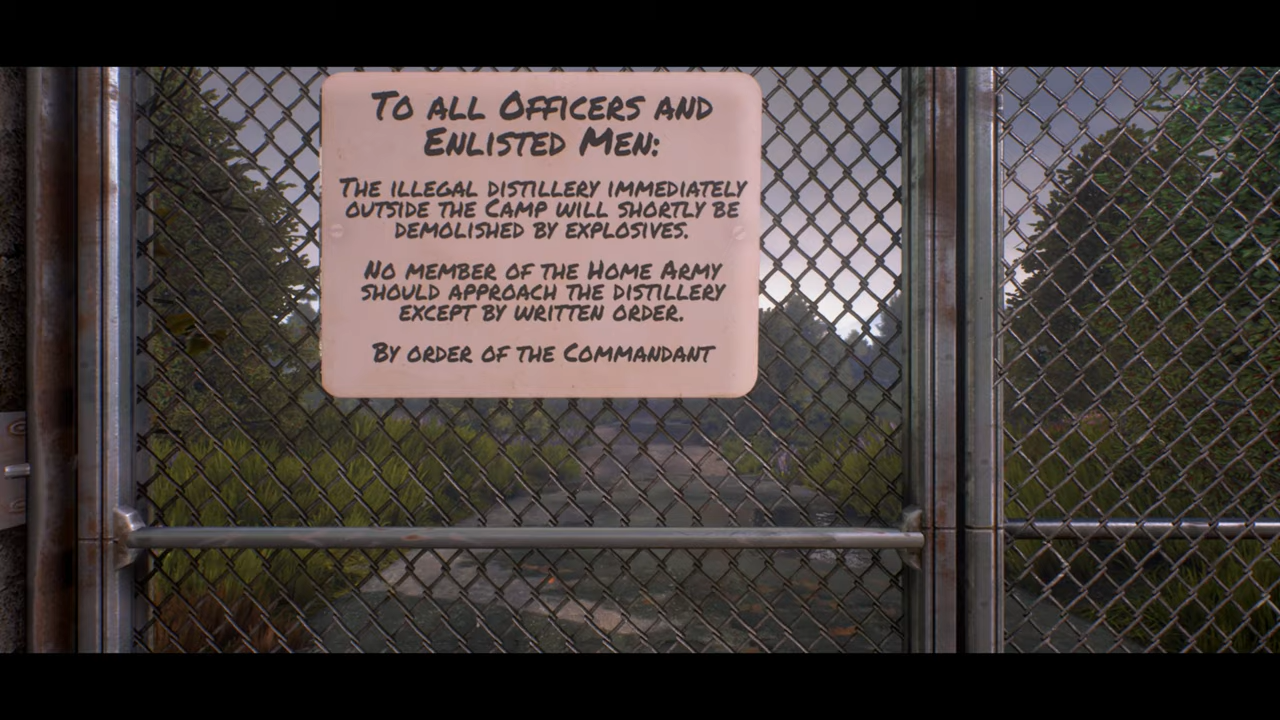 To all Officers and
Enlisted Men:
The illegal distillery immediately
outside the Camp will shortly be
demolished by explosives.
No member of the Home Army
should approach the distillery
except by written order.
By order of the Commandant